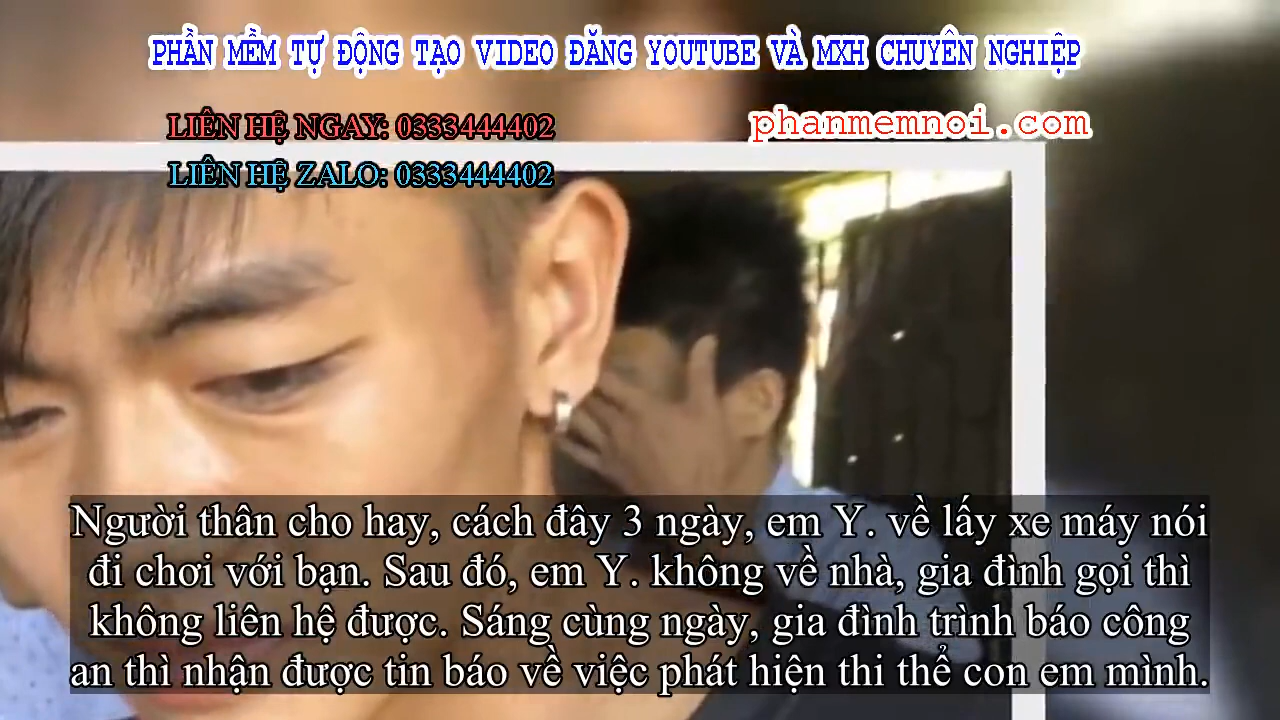 PHẦN MỀM TỰ ĐỘNG TẠO VIDEO ĐĂNG YOUTUBE VÀ MXH CHUYÊN NGHIỆP
LIÊN HỆ NGAY: 0333444402
phanmemnoi.com
LIÊN HỆ ZALO: 0333444402
Người thân cho hay, cách đây 3 ngày, em Y. về lấy xe máy nói
đi chơi với bạn. Sau đó, em Y. không về nhà, gia đình gọi thì
không liên hệ được. Sáng cùng ngày, gia đình trình báo công
an thì nhận được tin báo về việc phát hiện thi thể con em mình.